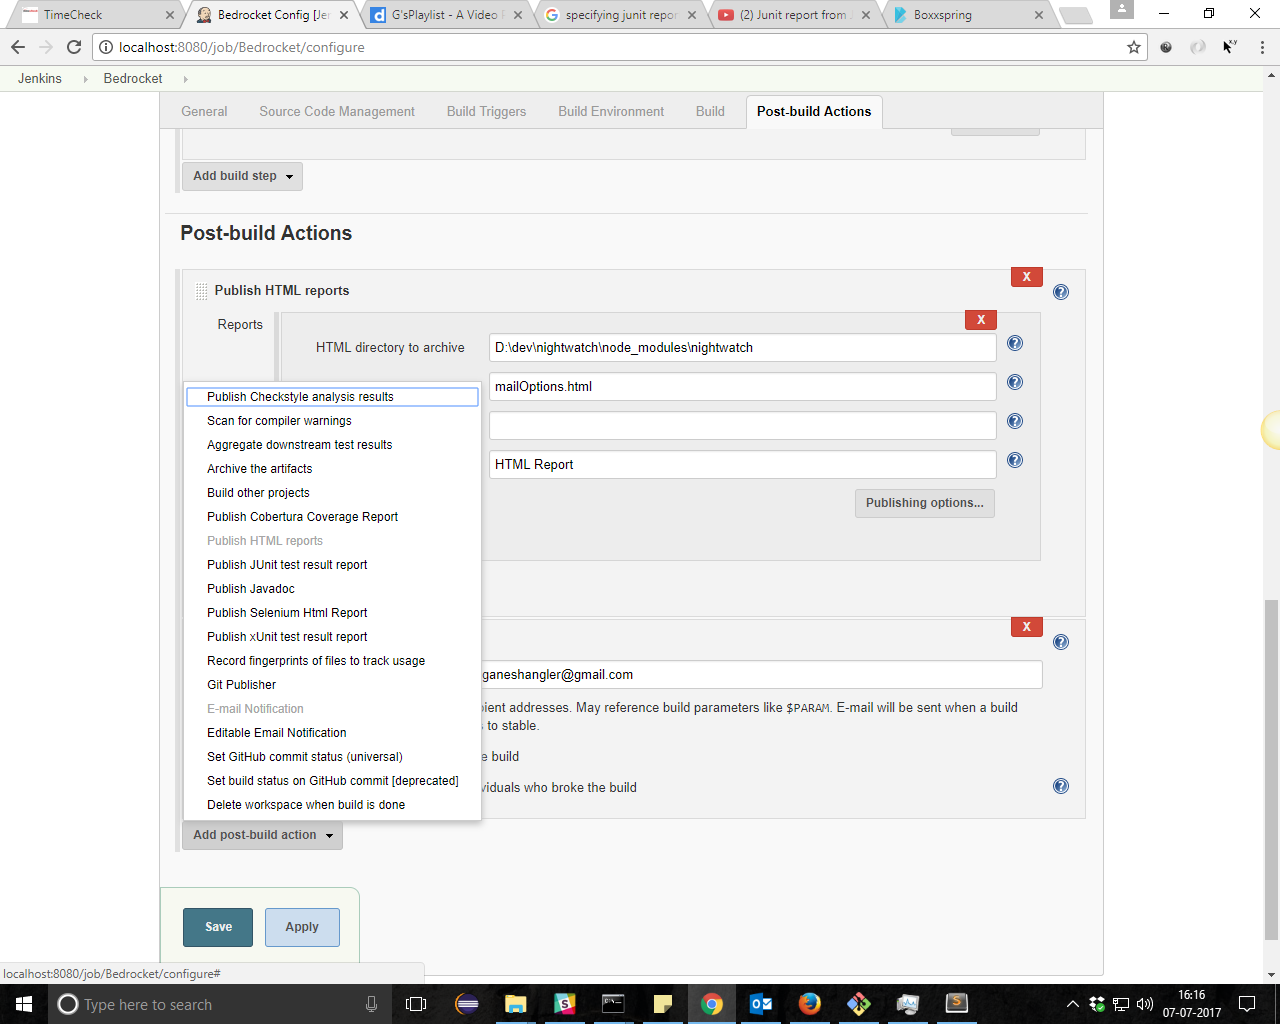 TimeCheck
Bedrocket Config [Je
G'sPlaylist - A Video
specifying junit repor
(2) Junit report from
Boxxspring
localhost:8080/job/Bedrocket/configure
Jenkins
Bedrocket
General
Source Code Management
Build Triggers
Build Environment
Build
Post-build Actions
Add build step
Post-build Actions
X
Publish HTML reports
Reports
X
HTML directory to archive
D:\dev\nightwatch\node_modules\nightwatch
mailOptions.html
HTML Report
Publishing options...
Publish Checkstyle analysis results
Scan for compiler warnings
Aggregate downstream test results
Archive the artifacts
Build other projects
Publish Cobertura Coverage Report
Publish HTML reports
Publish JUnit test result report
Publish Javadoc
Publish Selenium Html Report
Publish xUnit test result report
Record fingerprints of files to track usage
Git Publisher
E-mail Notification
Editable Email Notification
Set GitHub commit status (universal)
Set build status on GitHub commit [deprecated]
Delete workspace when build is done
X
ganeshangler@gmail.com
pient addresses. May reference build parameters like $PARAM. E-mail will be sent when a build
s to stable.
e build
viduals who broke the build
Add post-build action
Save
Apply
localhost:8080/job/Bedrocket/configure#
Type here to search
16:16
07-07-2017